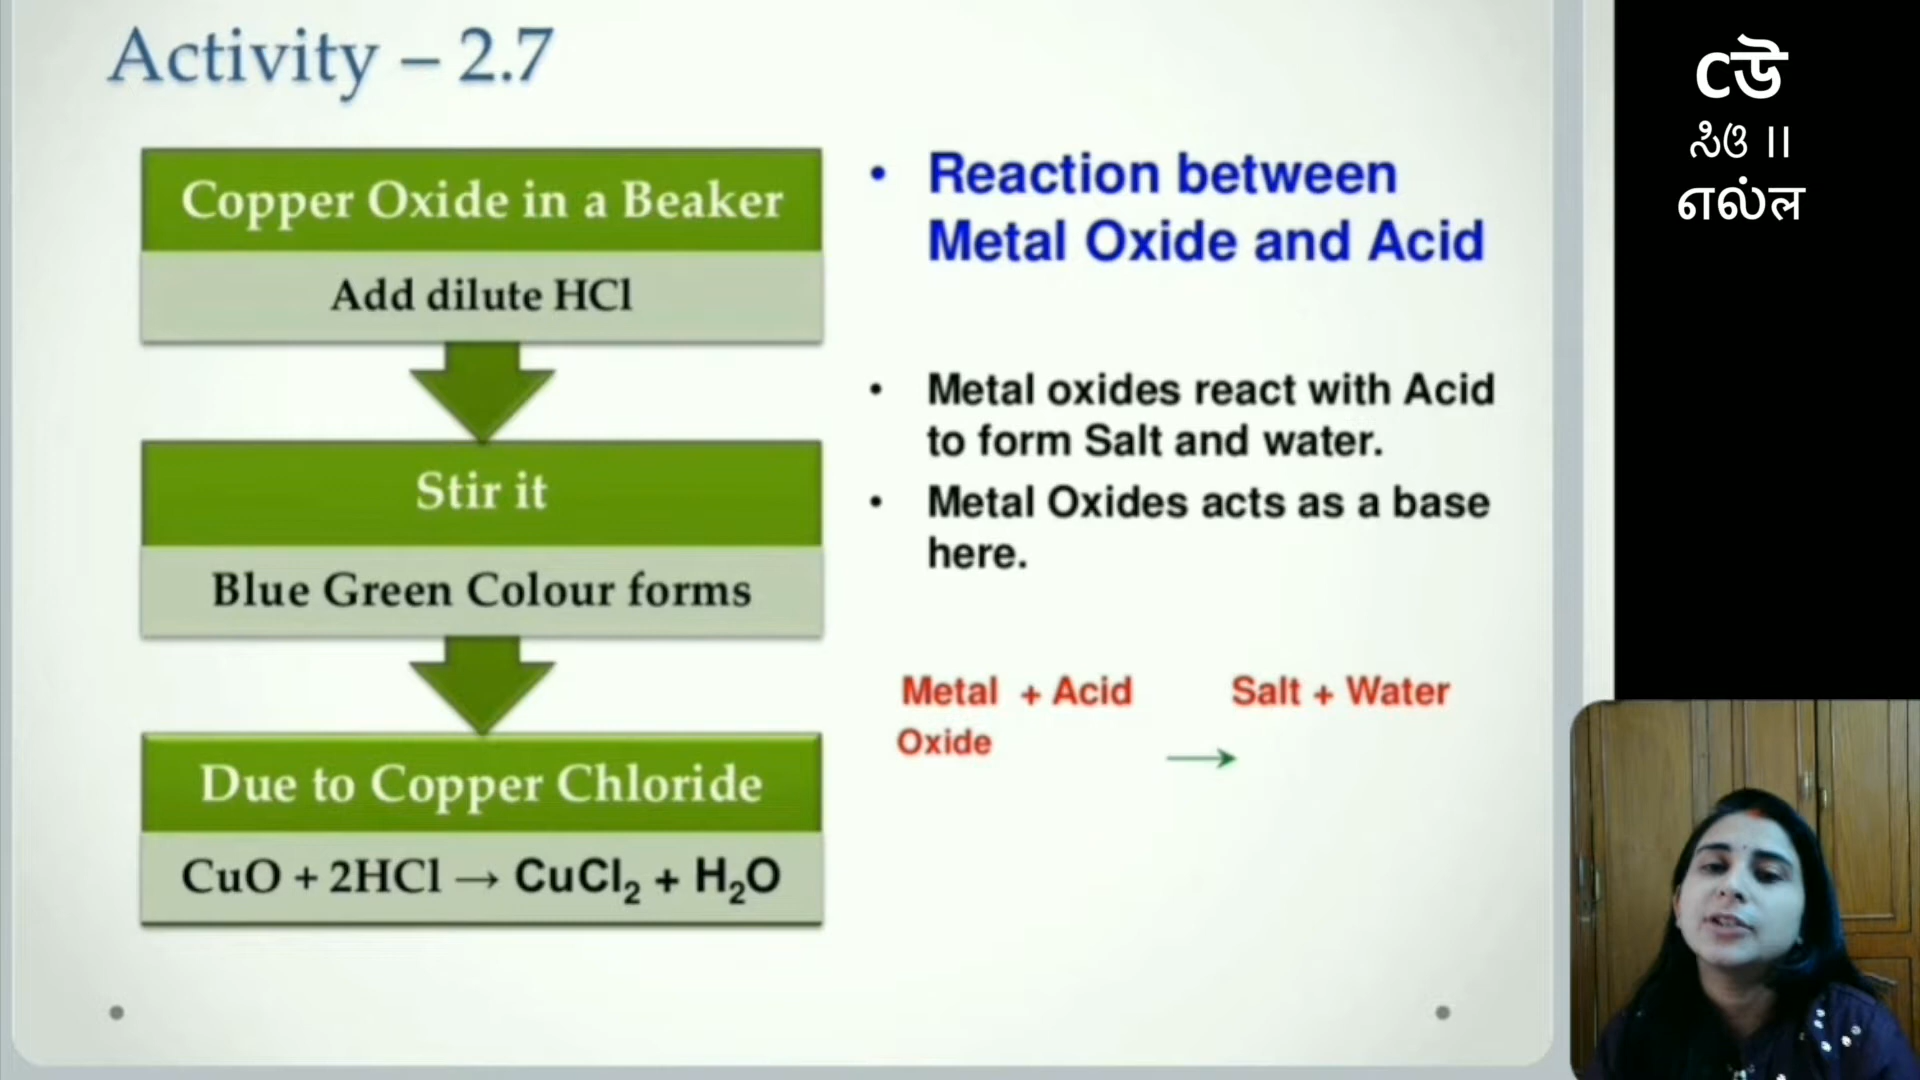 Activity – 2.7
Copper Oxide in a Beaker
Add dilute HCl
Stir it
Blue Green Colour forms
Due to Copper Chloride
CuO + 2HCl → CuCl₂ + H₂O
• Reaction between
Metal Oxide and Acid
• Metal oxides react with Acid
to form Salt and water.
• Metal Oxides acts as a base
here.
Metal + Acid Salt + Water
Oxide →
Cউ
ಸಿଓ ॥
எல்ल